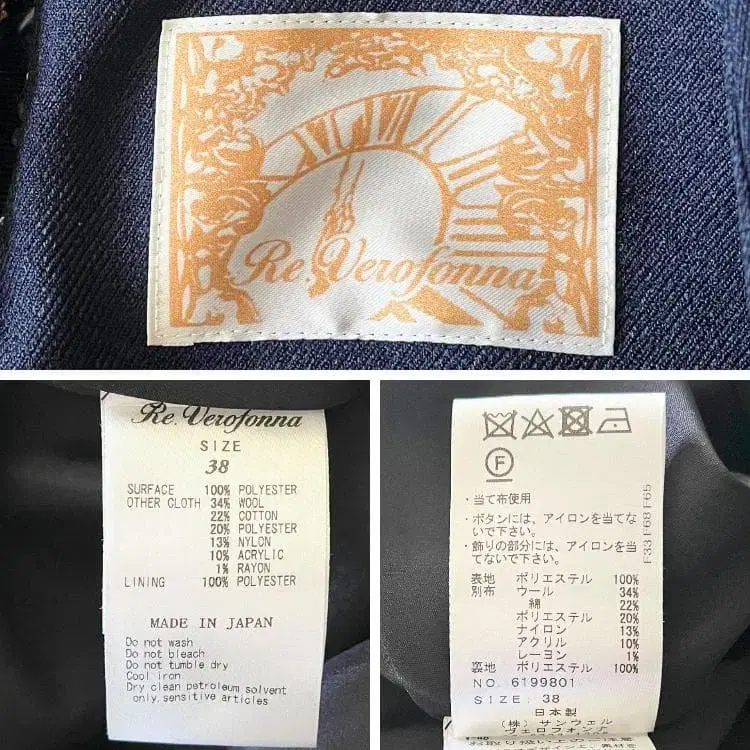 Re. Verofonna
Re. Verofonna
SIZE
38
SURFACE 100% POLYESTER
OTHER CLOTH 34% WOOL
22% COTTON
20% POLYESTER
13% NYLON
10% ACRYLIC
1% RAYON
LINING 100% POLYESTER
MADE IN JAPAN
Do not wash
Do not bleach
Do not tumble dry
Cool iron
Dry clean petroleum solvent
only.sensitive articles
F
・当て布使用
・ボタンには、アイロンを当てな
いで下さい。
・飾りの部分には、アイロンを当
てないで下さい。
F33F68F65
表地 ポリエステル 100%
別布 ウール 34%
綿 22%
ポリエステル 20%
ナイロン 13%
アクリル 10%
レーヨン 1%
裏地 ポリエステル 100%
NO. 6199801
SIZE: 38
日本製
(株) サンウェル
ヴェロフォンナ